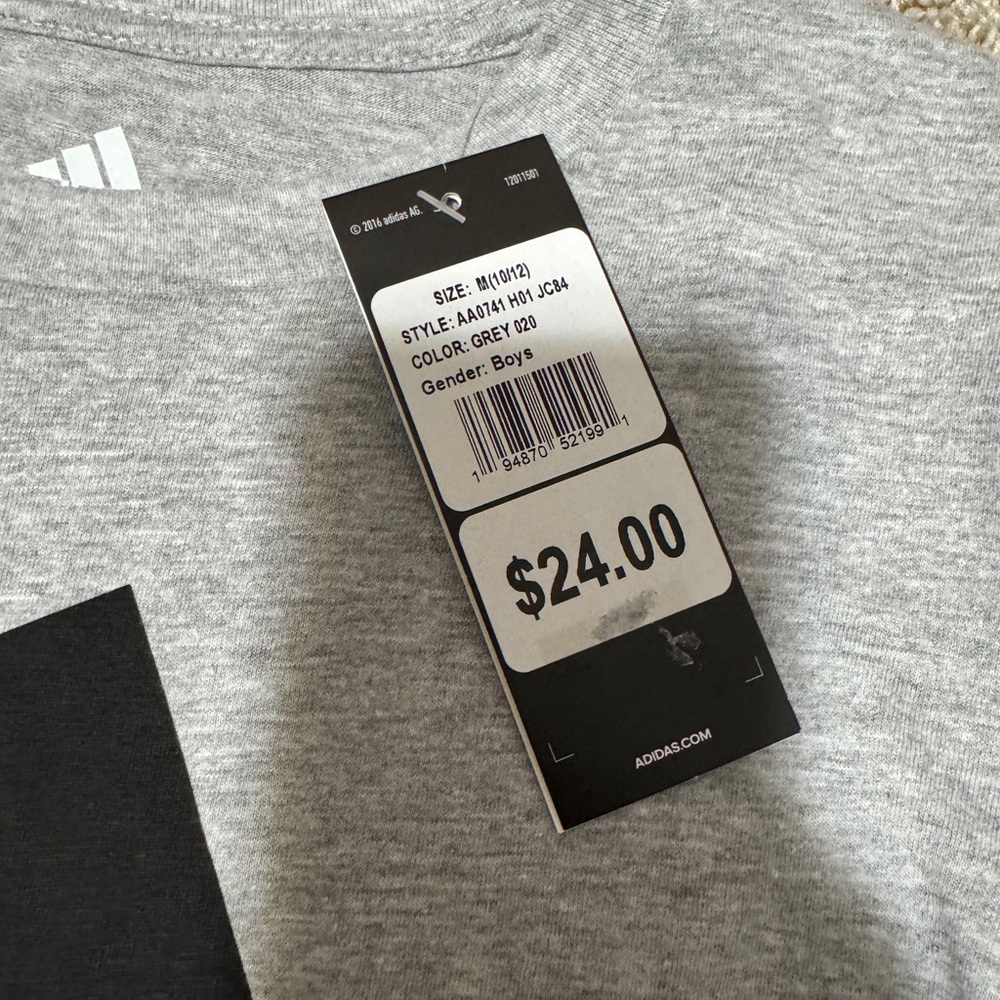 © 2016 adidas AG.
12011501
SIZE: M(10/12)
STYLE: AA0741 H01 JC84
COLOR: GREY 020
Gender: Boys
1 94870 52199 1
$24.00
ADIDAS.COM